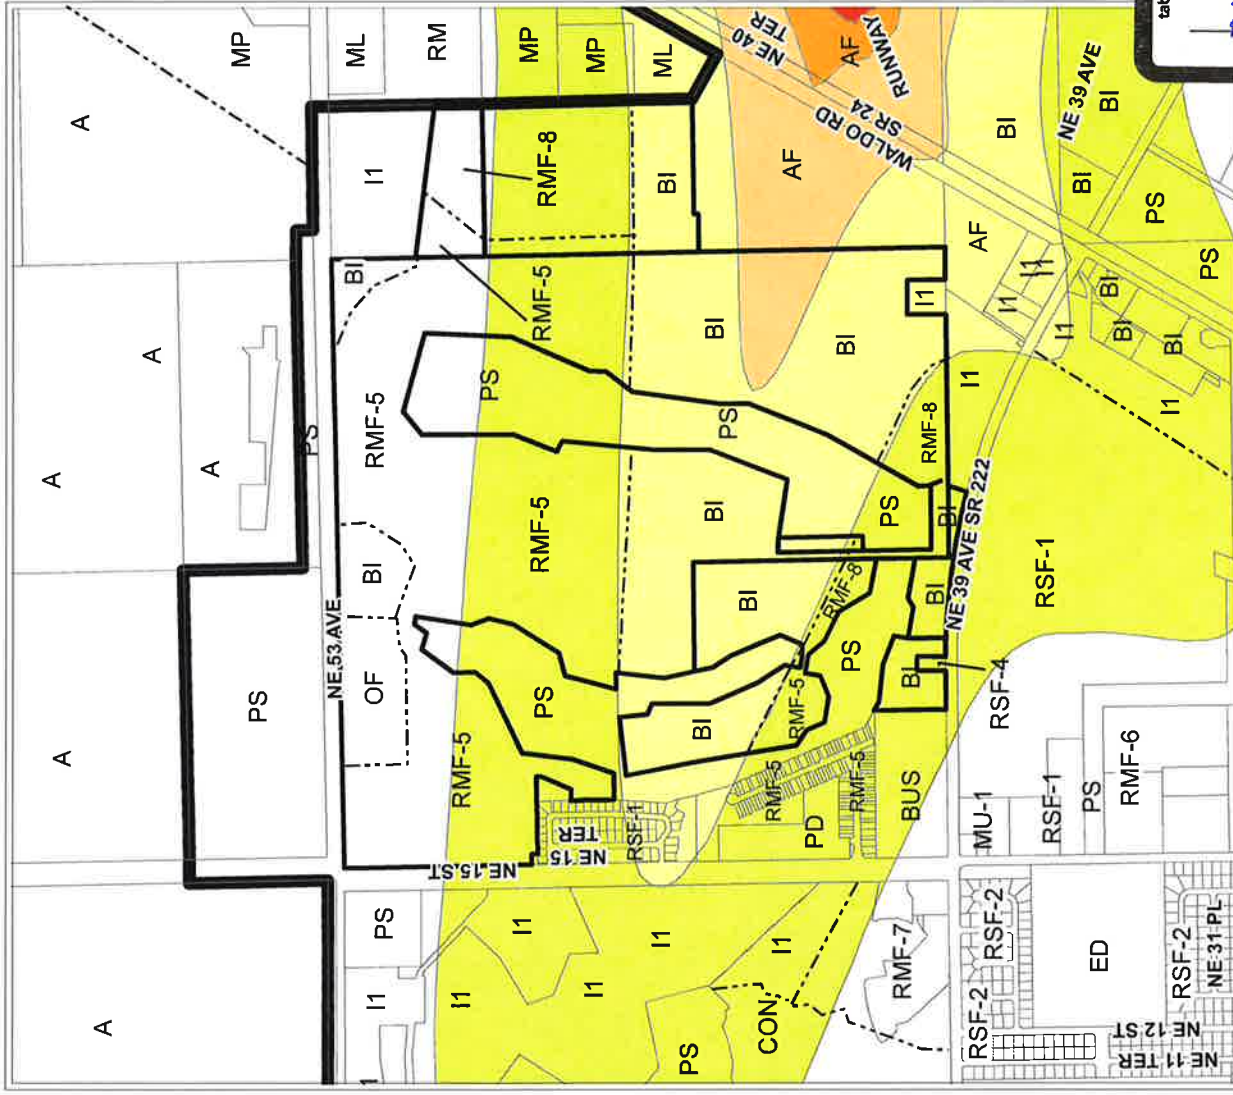 A
MP
ML
RM
MP
MP
ML
NE 40
TER
AF
RUNWAY
WALDO RD
SR 24
AF
A
A
A
A
PS
I1
RMF-8
RMF-5
BI
BI
PS
A
NE 53 AVE
OF
BI
RMF-5
PS
RMF-5
RMF-5
PS
RMF-5
BI
PS
BI
BI
I1
BI
BI
RMF-8
RMF-5
PS
PS
RMF-8
BI
BI
BI
RSF-4
NE 39 AVE SR 222
NE 15 ST
NE 15
TER
RSF-1
RMF-5
PD
RMF-5
BUS
A
PS
I1
1
I1
I1
I1
I1
I1
PS
CON
RMF-7
AF
I1
I1
I1
I1
I1
I1
BI
BI
BI
BI
BI
BI
NE 39 AVE
PS
PS
RSF-1
MU-1
RSF-1
PS
RMF-6
RSF-2
RSF-2
ED
RSF-2
NE 31 PL
NE 12 ST
NE 11 TER
tab